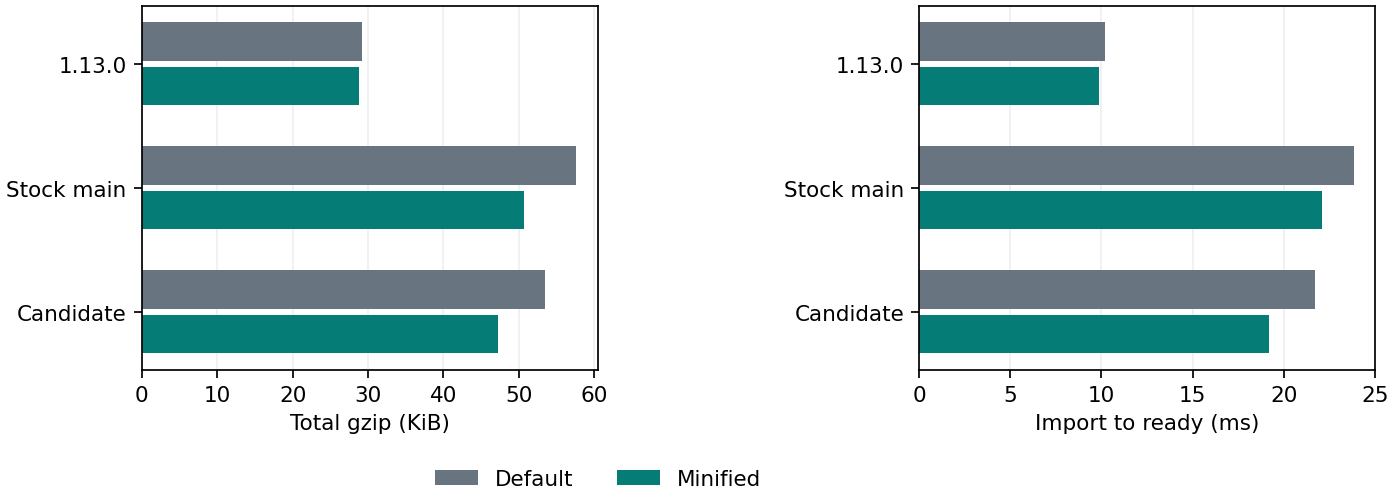 1.13.0
Stock main
Candidate
0 10 20 30 40 50 60
Total gzip (KiB)
1.13.0
Stock main
Candidate
0 5 10 15 20 25
Import to ready (ms)
Default Minified